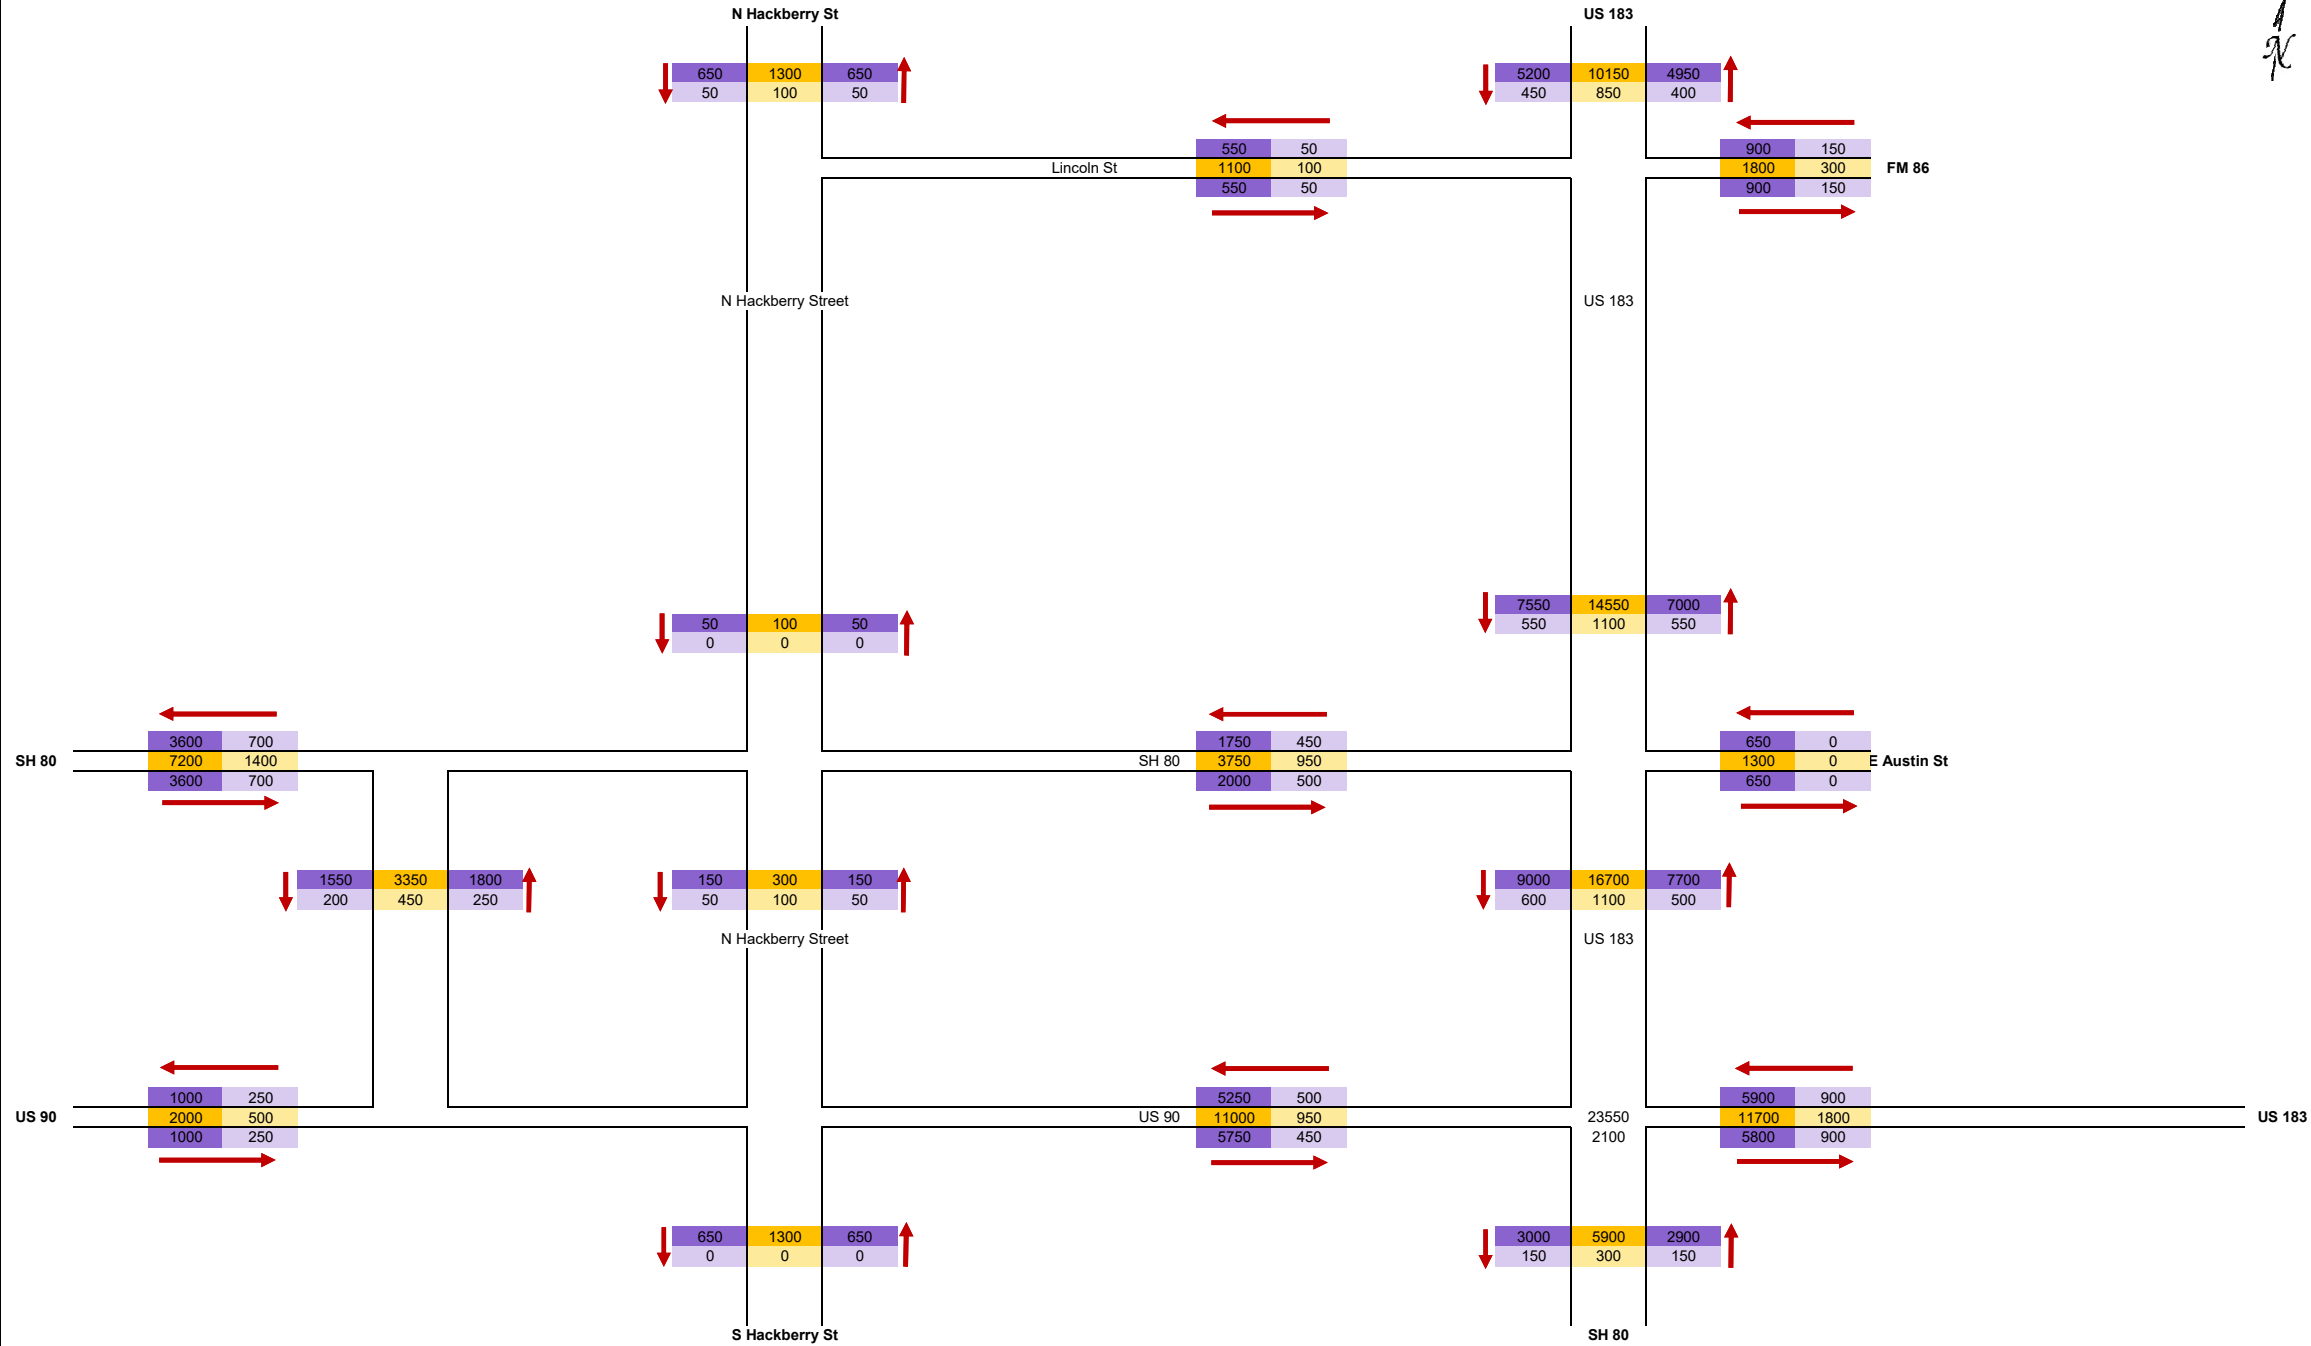 N Hackberry St US 183
N
650 1300 650 5200 10150 4950
50 100 50 450 850 400
550 50 900 150
Lincoln St 1100 100 1800 300 FM 86
550 50 900 150
N Hackberry Street US 183
7550 14550 7000
50 100 50 550 1100 550
0 0 0
3600 700 1750 450 650 0
SH 80 7200 1400 SH 80 3750 950 1300 0 E Austin St
3600 700 2000 500 650 0
1550 3350 1800 150 300 150 9000 16700 7700
200 450 250 50 100 50 600 1100 500
N Hackberry Street US 183
1000 250 5250 500 5900 900
US 90 2000 500 US 90 11000 950 23550 11700 1800 US 183
1000 250 5750 450 2100 5800 900
650 1300 650 3000 5900 2900
0 0 0 150 300 150
S Hackberry St SH 80